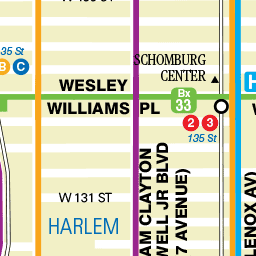 35 St
B C
SCHOMBURG
CENTER
WESLEY
WILLIAMS PL
Bx
33
2 3
135 St
W 131 ST
HARLEM
AM CLAYTON
WELL JR BLVD
7 AVENUE)
LENOX AV